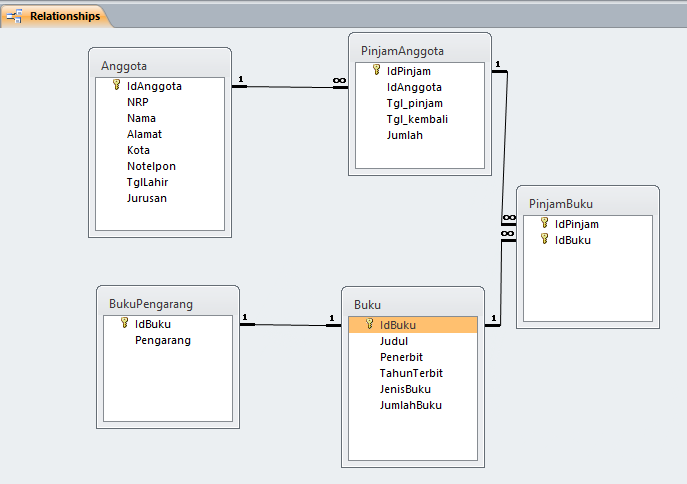 Relationships
Anggota
IdAnggota
NRP
Nama
Alamat
Kota
Notelpon
TglLahir
Jurusan
1
∞
PinjamAnggota
IdPinjam
IdAnggota
Tgl_pinjam
Tgl_kembali
Jumlah
1
∞
∞
PinjamBuku
IdPinjam
IdBuku
BukuPengarang
IdBuku
Pengarang
1
1
Buku
IdBuku
Judul
Penerbit
TahunTerbit
JenisBuku
JumlahBuku
1